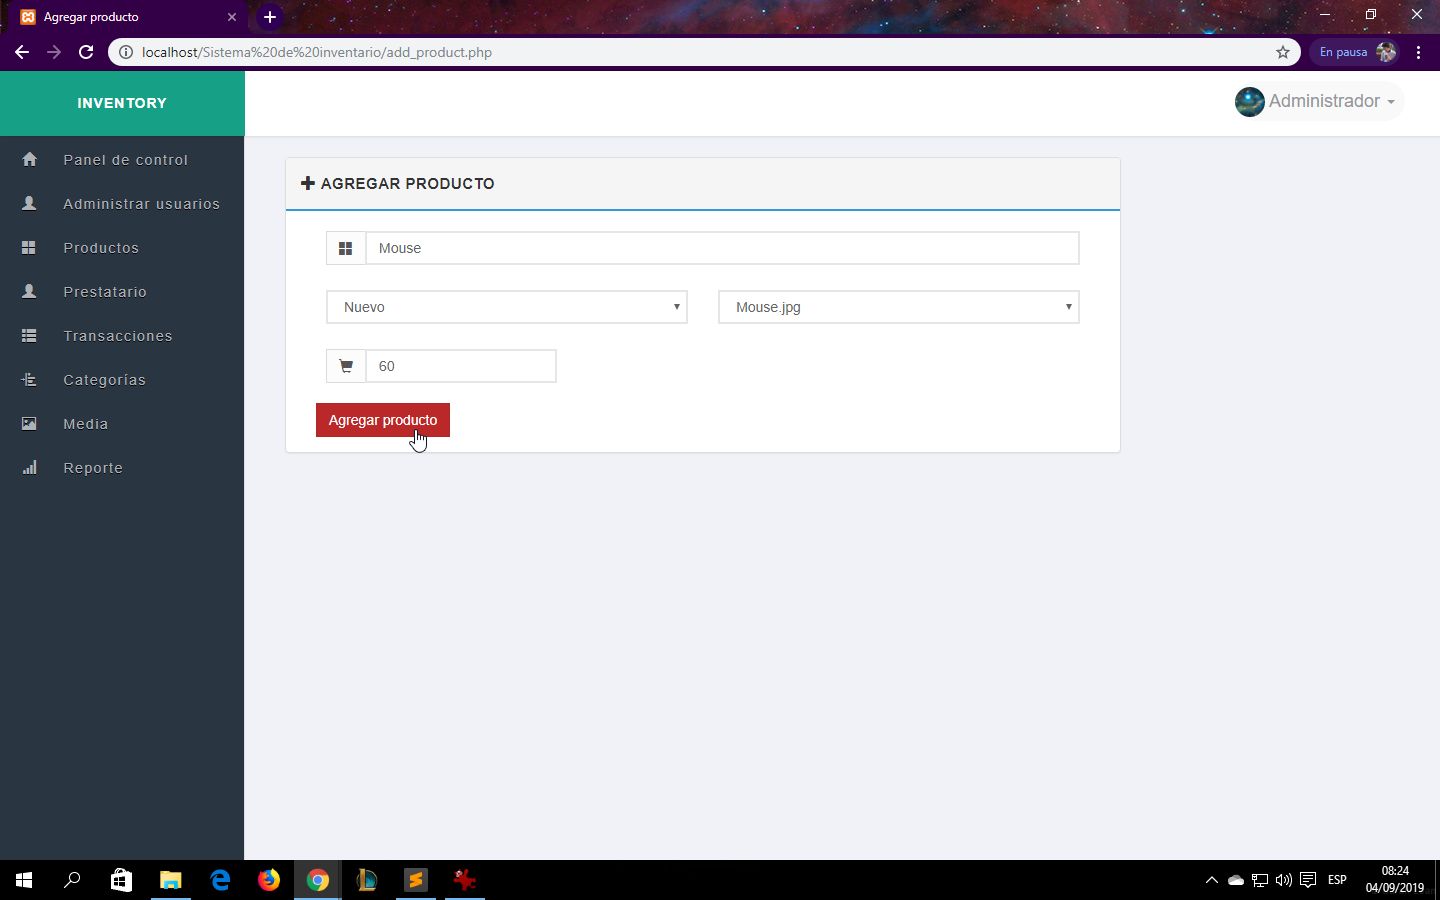 Agregar producto
En pausa
localhost/Sistema%20de%20inventario/add_product.php
INVENTORY
Administrador
Panel de control
Administrar usuarios
Productos
Prestatario
Transacciones
Categorías
Media
Reporte
AGREGAR PRODUCTO
Mouse
Nuevo
Mouse.jpg
60
Agregar producto
ESP
08:24
04/09/2019